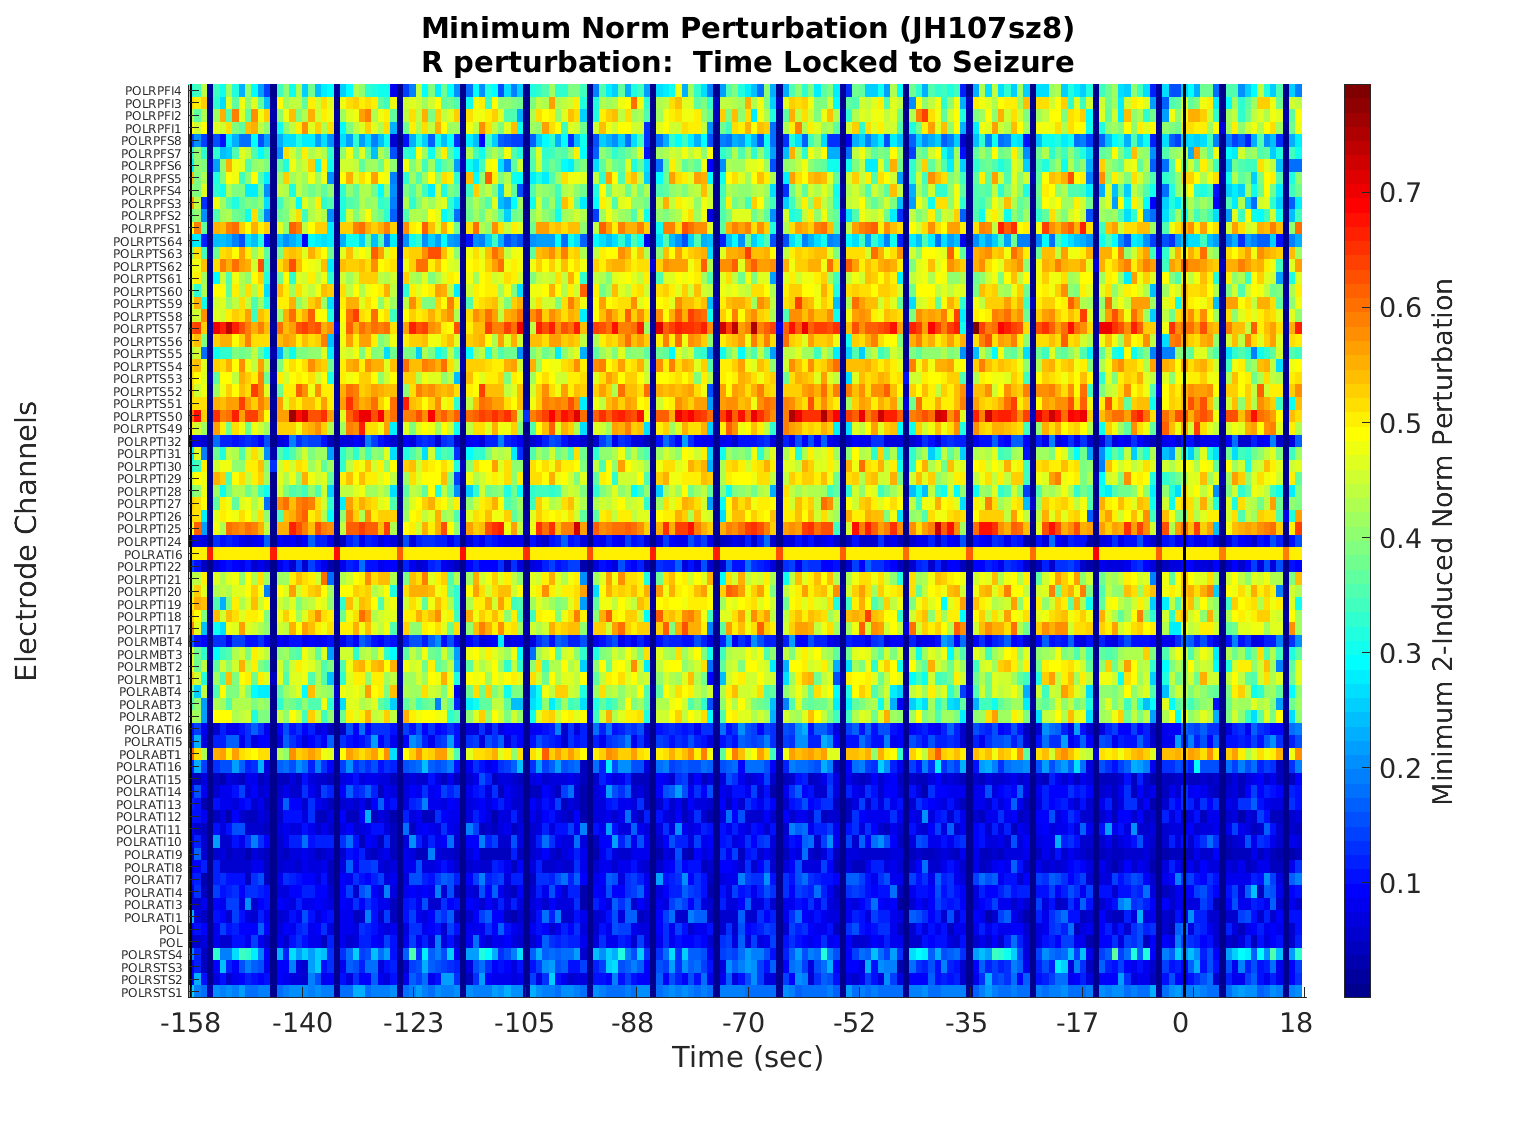 Minimum Norm Perturbation (JH107sz8)
R perturbation:  Time Locked to Seizure
Electrode Channels
POLRPFI4
POLRPFI3
POLRPFI2
POLRPFI1
POLRPFS8
POLRPFS7
POLRPFS6
POLRPFS5
POLRPFS4
POLRPFS3
POLRPFS2
POLRPFS1
POLRPTS64
POLRPTS63
POLRPTS62
POLRPTS61
POLRPTS60
POLRPTS59
POLRPTS58
POLRPTS57
POLRPTS56
POLRPTS55
POLRPTS54
POLRPTS53
POLRPTS52
POLRPTS51
POLRPTS50
POLRPTS49
POLRPTI32
POLRPTI31
POLRPTI30
POLRPTI29
POLRPTI28
POLRPTI27
POLRPTI26
POLRPTI25
POLRPTI24
POLRATI6
POLRPTI22
POLRPTI21
POLRPTI20
POLRPTI19
POLRPTI18
POLRPTI17
POLRMBT4
POLRMBT3
POLRMBT2
POLRMBT1
POLRABT4
POLRABT3
POLRABT2
POLRATI6
POLRATI5
POLRABT1
POLRATI16
POLRATI15
POLRATI14
POLRATI13
POLRATI12
POLRATI11
POLRATI10
POLRATI9
POLRATI8
POLRATI7
POLRATI4
POLRATI3
POLRATI1
POL
POL
POLRSTS4
POLRSTS3
POLRSTS2
POLRSTS1
-158 -140 -123 -105 -88 -70 -52 -35 -17 0 18
Time (sec)
0.7
0.6
0.5
0.4
0.3
0.2
0.1
Minimum 2-Induced Norm Perturbation